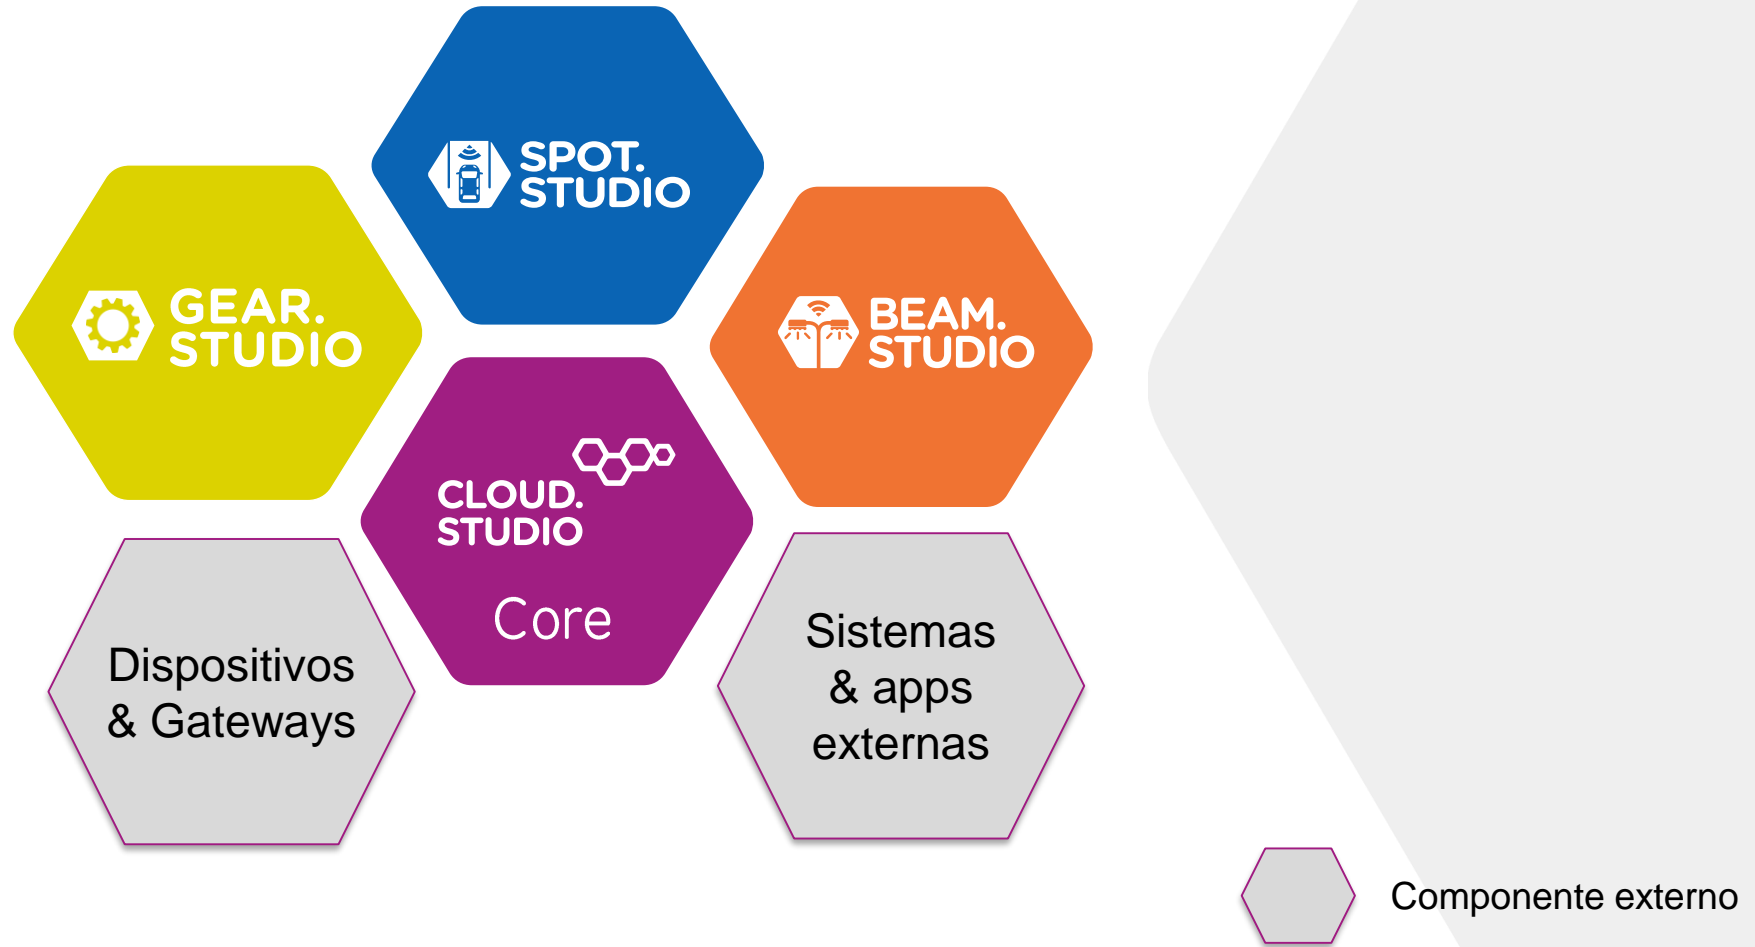 SPOT.
STUDIO
GEAR.
STUDIO
BEAM.
STUDIO
CLOUD.
STUDIO
Core
Dispositivos
& Gateways
Sistemas
& apps
externas
Componente externo